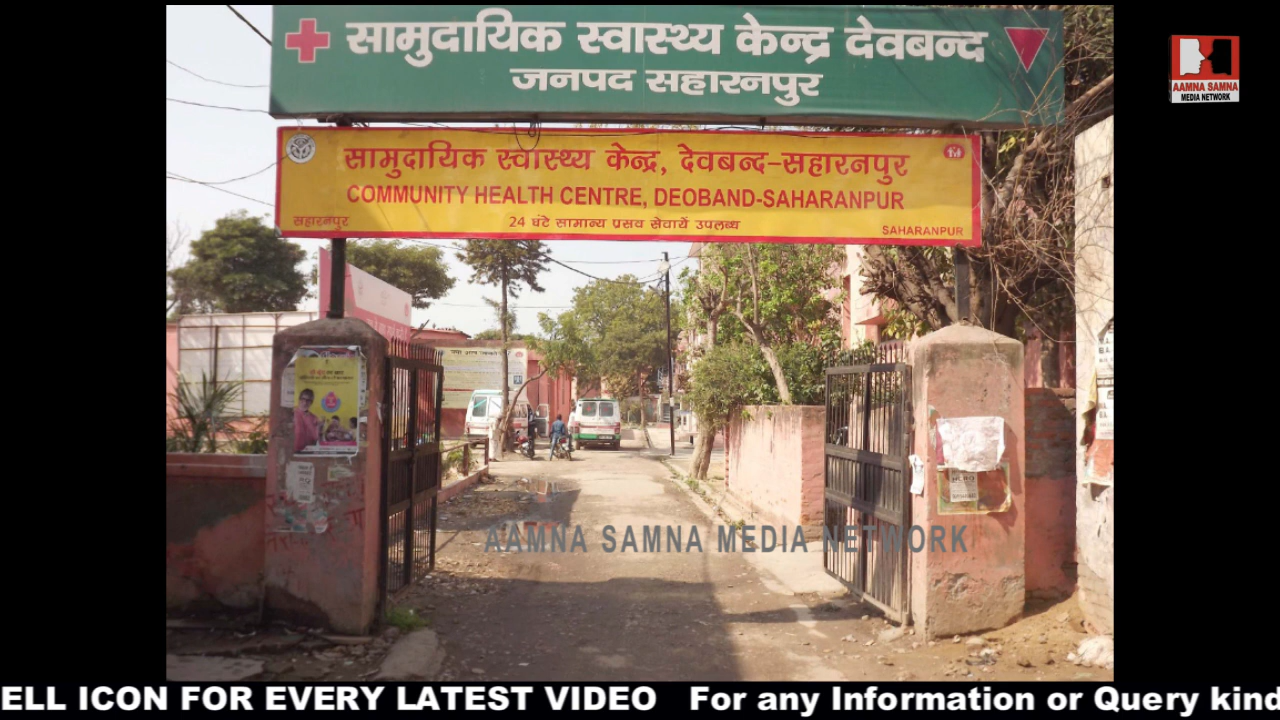 सामुदायिक स्वास्थ्य केन्द्र देवबन्द
जनपद सहारनपुर
AAMNA SAMNA
MEDIA NETWORK
सामुदायिक स्वास्थ्य केन्द्र, देवबन्द-सहारनपुर
COMMUNITY HEALTH CENTRE, DEOBAND-SAHARANPUR
सहारनपुर
24 घंटे सामान्य प्रसव सेवायें उपलब्ध
SAHARANPUR
AAMNA SAMNA MEDIA NETWORK
ELL ICON FOR EVERY LATEST VIDEO For any Information or Query kind